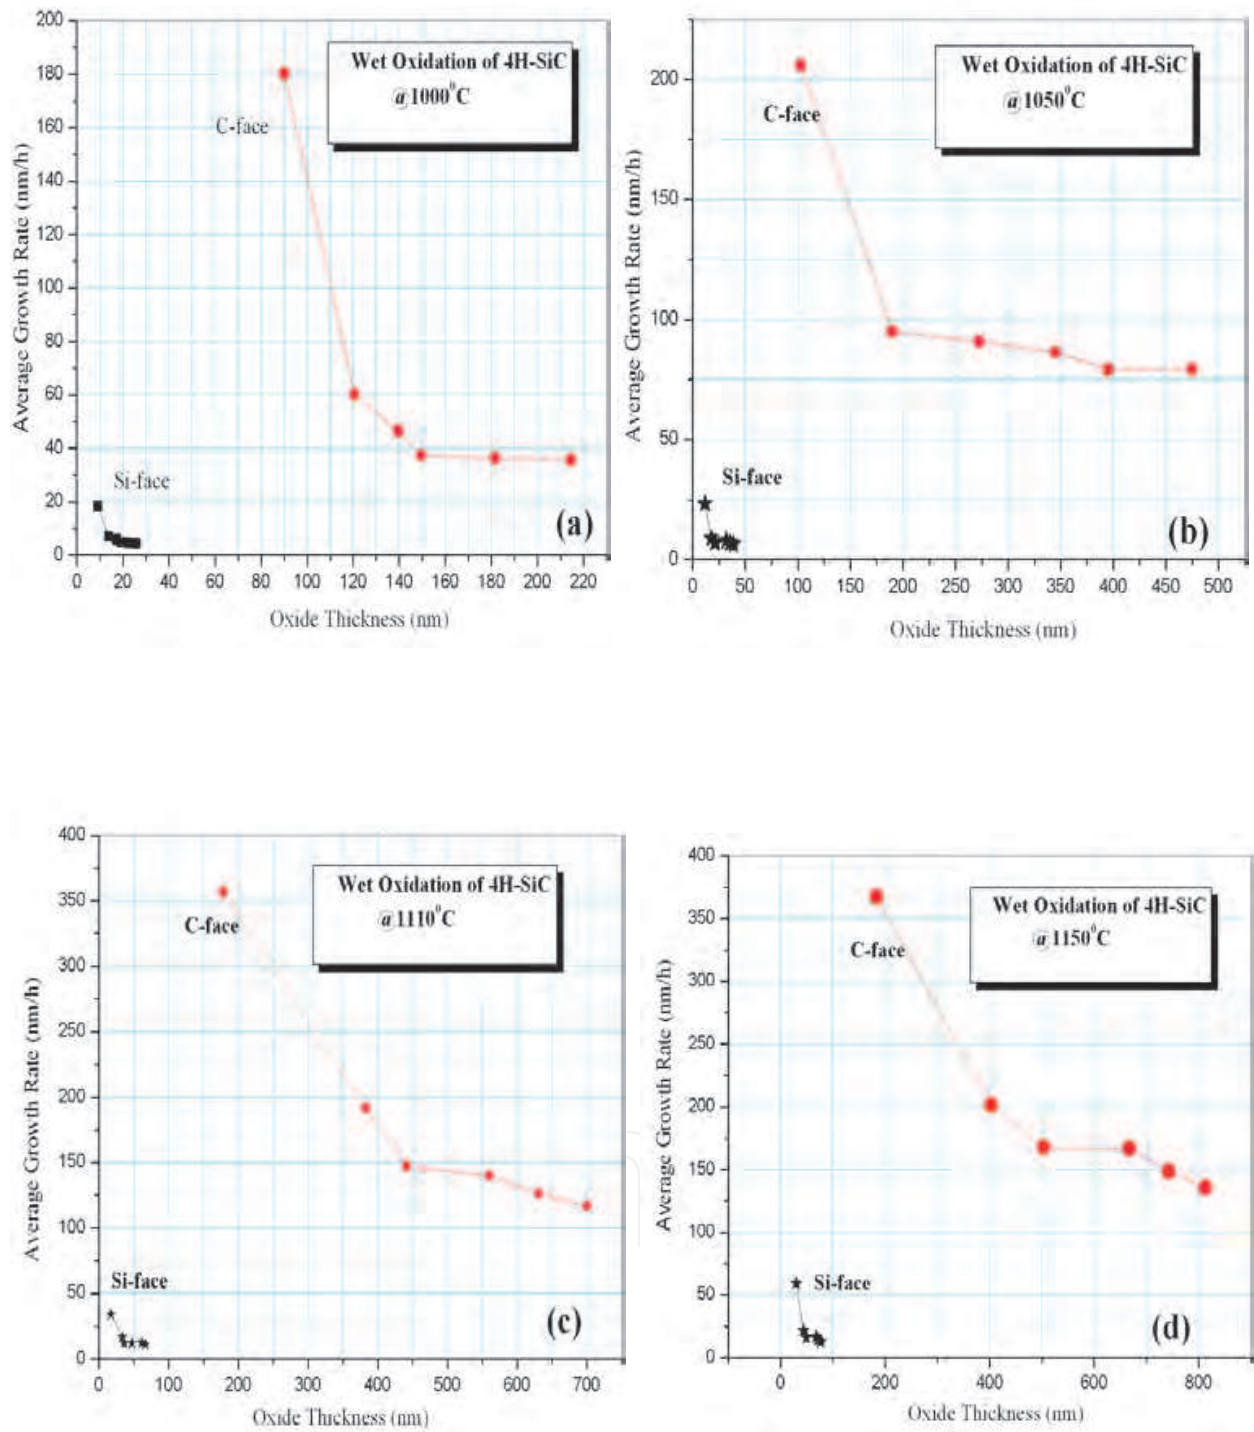 Wet Oxidation of 4H-SiC
@1000⁰C
C-face
Si-face
(a)
Average Growth Rate (nm/h)
200
180
160
140
120
100
80
60
40
20
0
0 20 40 60 80 100 120 140 160 180 200 220
Oxide Thickness (nm)
Wet Oxidation of 4H-SiC
@1050⁰C
C-face
Si-face
(b)
Average Growth Rate (nm/h)
200
150
100
50
0
0 50 100 150 200 250 300 350 400 450 500
Oxide Thickness (nm)
Wet Oxidation of 4H-SiC
@1110⁰C
C-face
Si-face
(c)
Average Growth Rate (nm/h)
400
350
300
250
200
150
100
50
0
0 100 200 300 400 500 600 700
Oxide Thickness (nm)
Wet Oxidation of 4H-SiC
@1150⁰C
C-face
Si-face
(d)
Average Growth Rate (nm/h)
400
350
300
250
200
150
100
50
0
0 200 400 600 800
Oxide Thickness (nm)